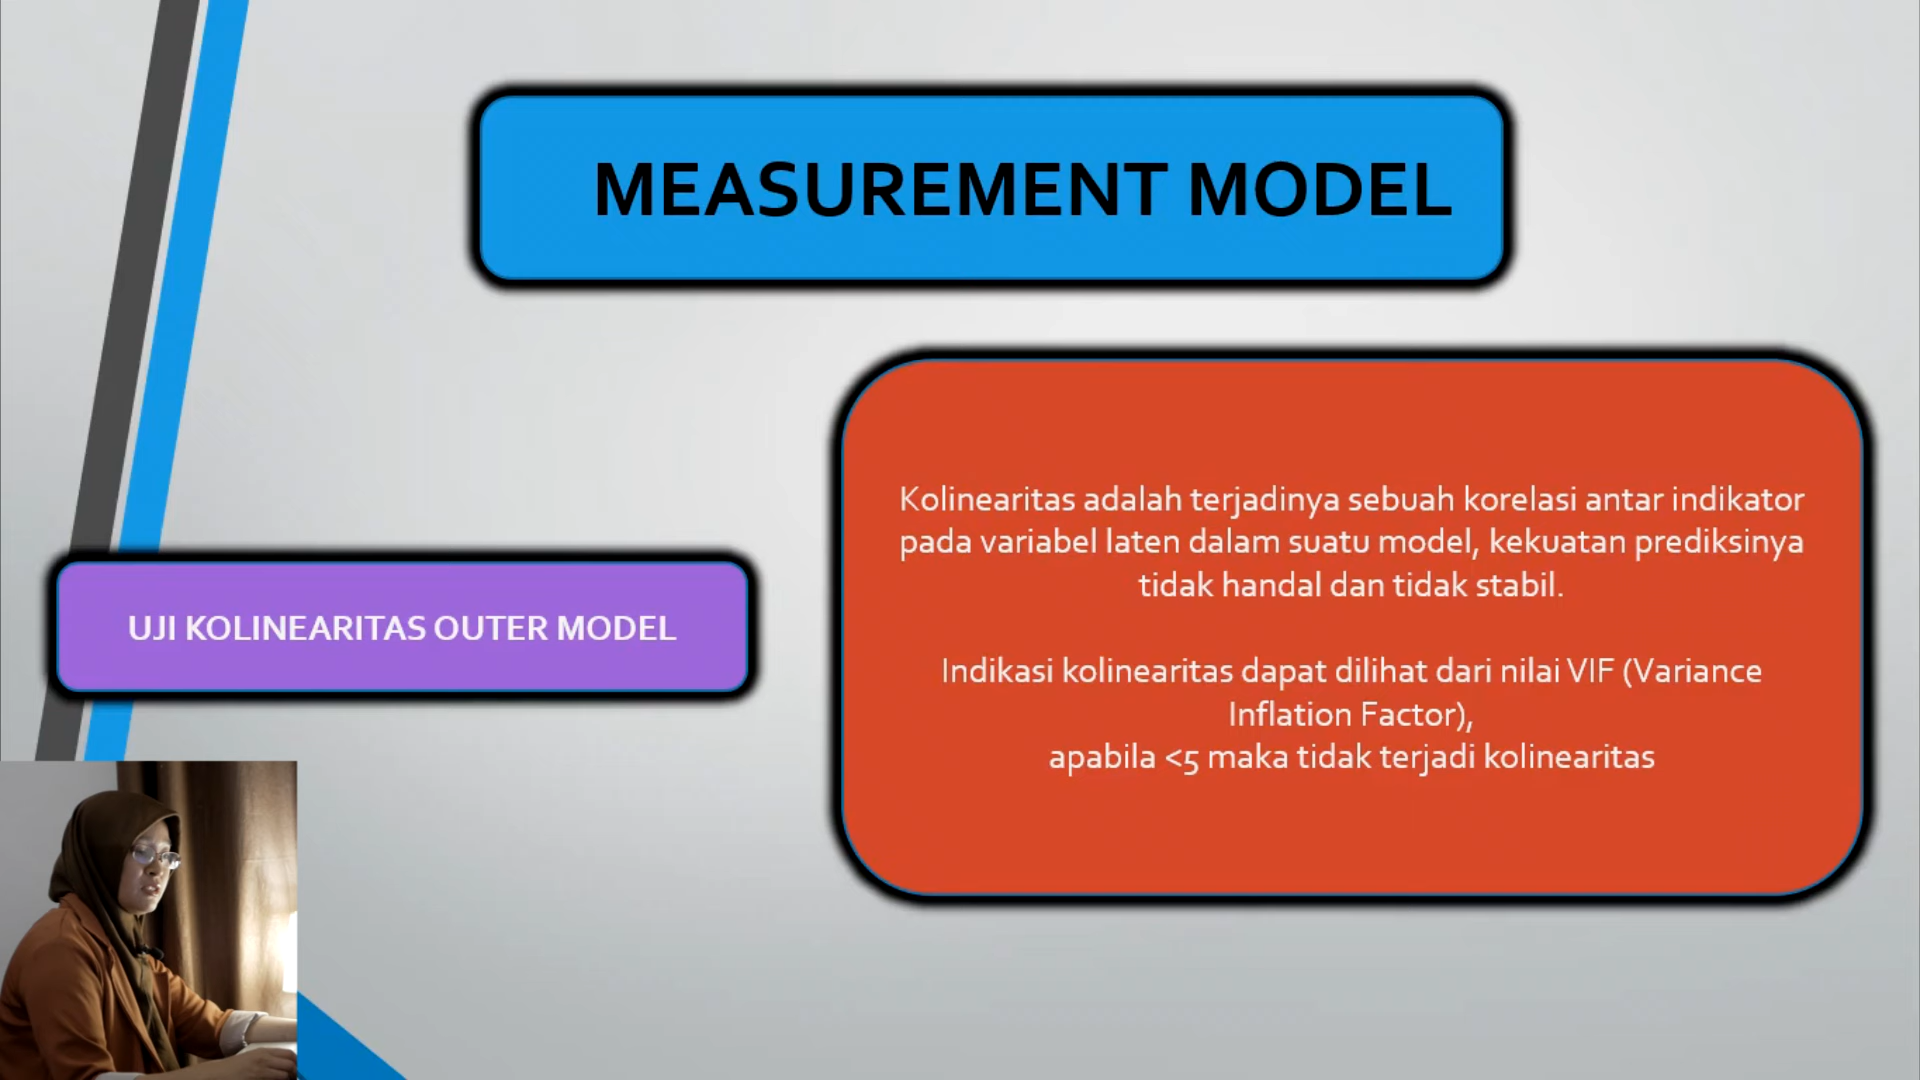 MEASUREMENT MODEL
UJI KOLINEARITAS OUTER MODEL
Kolinearitas adalah terjadinya sebuah korelasi antar indikator
pada variabel laten dalam suatu model, kekuatan prediksinya
tidak handal dan tidak stabil.
Indikasi kolinearitas dapat dilihat dari nilai VIF (Variance
Inflation Factor),
apabila <5 maka tidak terjadi kolinearitas